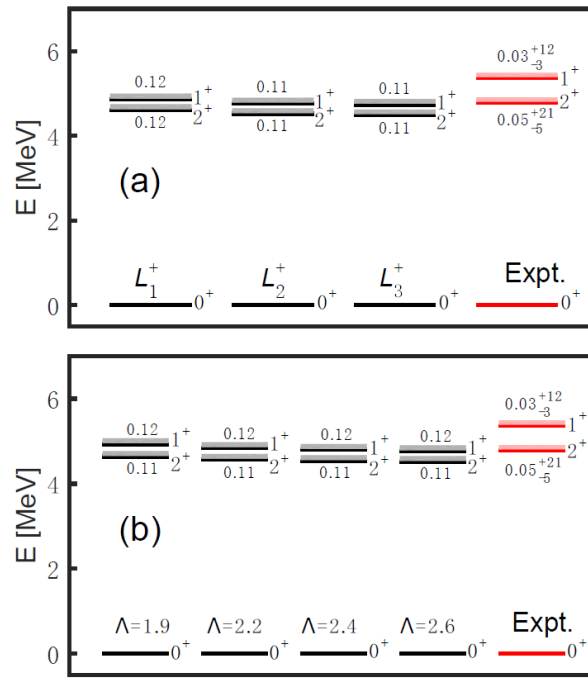 6
4
2
0
E [MeV]
(a)
0.12 0.11 0.11 0.03+12-3
1+ 1+ 1+ 1+
2+ 2+ 2+ 2+
0.12 0.11 0.11 0.05+21-5
L1+ L2+ L3+ Expt.
0+ 0+ 0+ 0+
6
4
2
0
E [MeV]
(b)
0.12 0.12 0.12 0.12 0.03+12-3
1+ 1+ 1+ 1+ 1+
2+ 2+ 2+ 2+ 2+
0.11 0.11 0.11 0.11 0.05+21-5
Λ=1.9 Λ=2.2 Λ=2.4 Λ=2.6 Expt.
0+ 0+ 0+ 0+ 0+